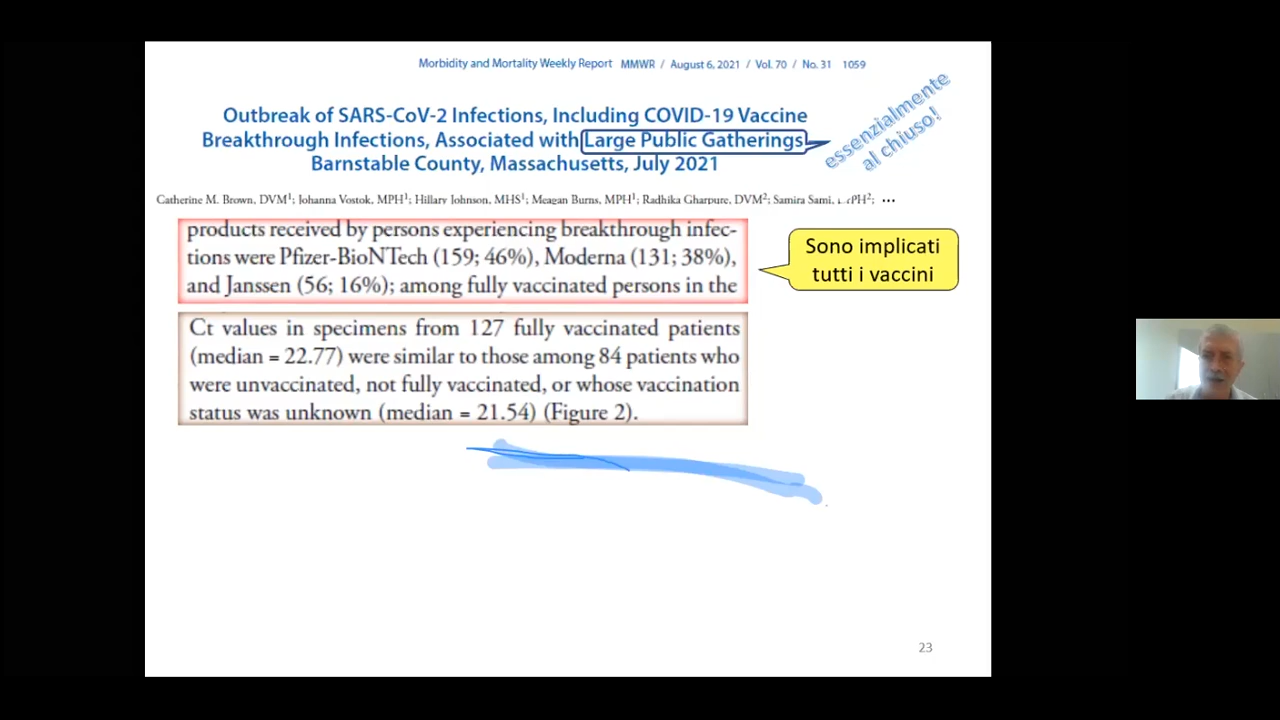 Morbidity and Mortality Weekly Report MMWR / August 6, 2021 / Vol. 70 / No. 31 1059
Outbreak of SARS-CoV-2 Infections, Including COVID-19 Vaccine
Breakthrough Infections, Associated with Large Public Gatherings
Barnstable County, Massachusetts, July 2021
essenzialmente
al chiuso!
Catherine M. Brown, DVM1; Johanna Vostok, MPH1; Hillary Johnson, MHS1; Meagan Burns, MPH1; Radhika Gharpure, DVM2; Samira Sami, PH2; ...
products received by persons experiencing breakthrough infec-
tions were Pfizer-BioNTech (159; 46%), Moderna (131; 38%),
and Janssen (56; 16%); among fully vaccinated persons in the
Sono implicati
tutti i vaccini
Ct values in specimens from 127 fully vaccinated patients
(median = 22.77) were similar to those among 84 patients who
were unvaccinated, not fully vaccinated, or whose vaccination
status was unknown (median = 21.54) (Figure 2).
23